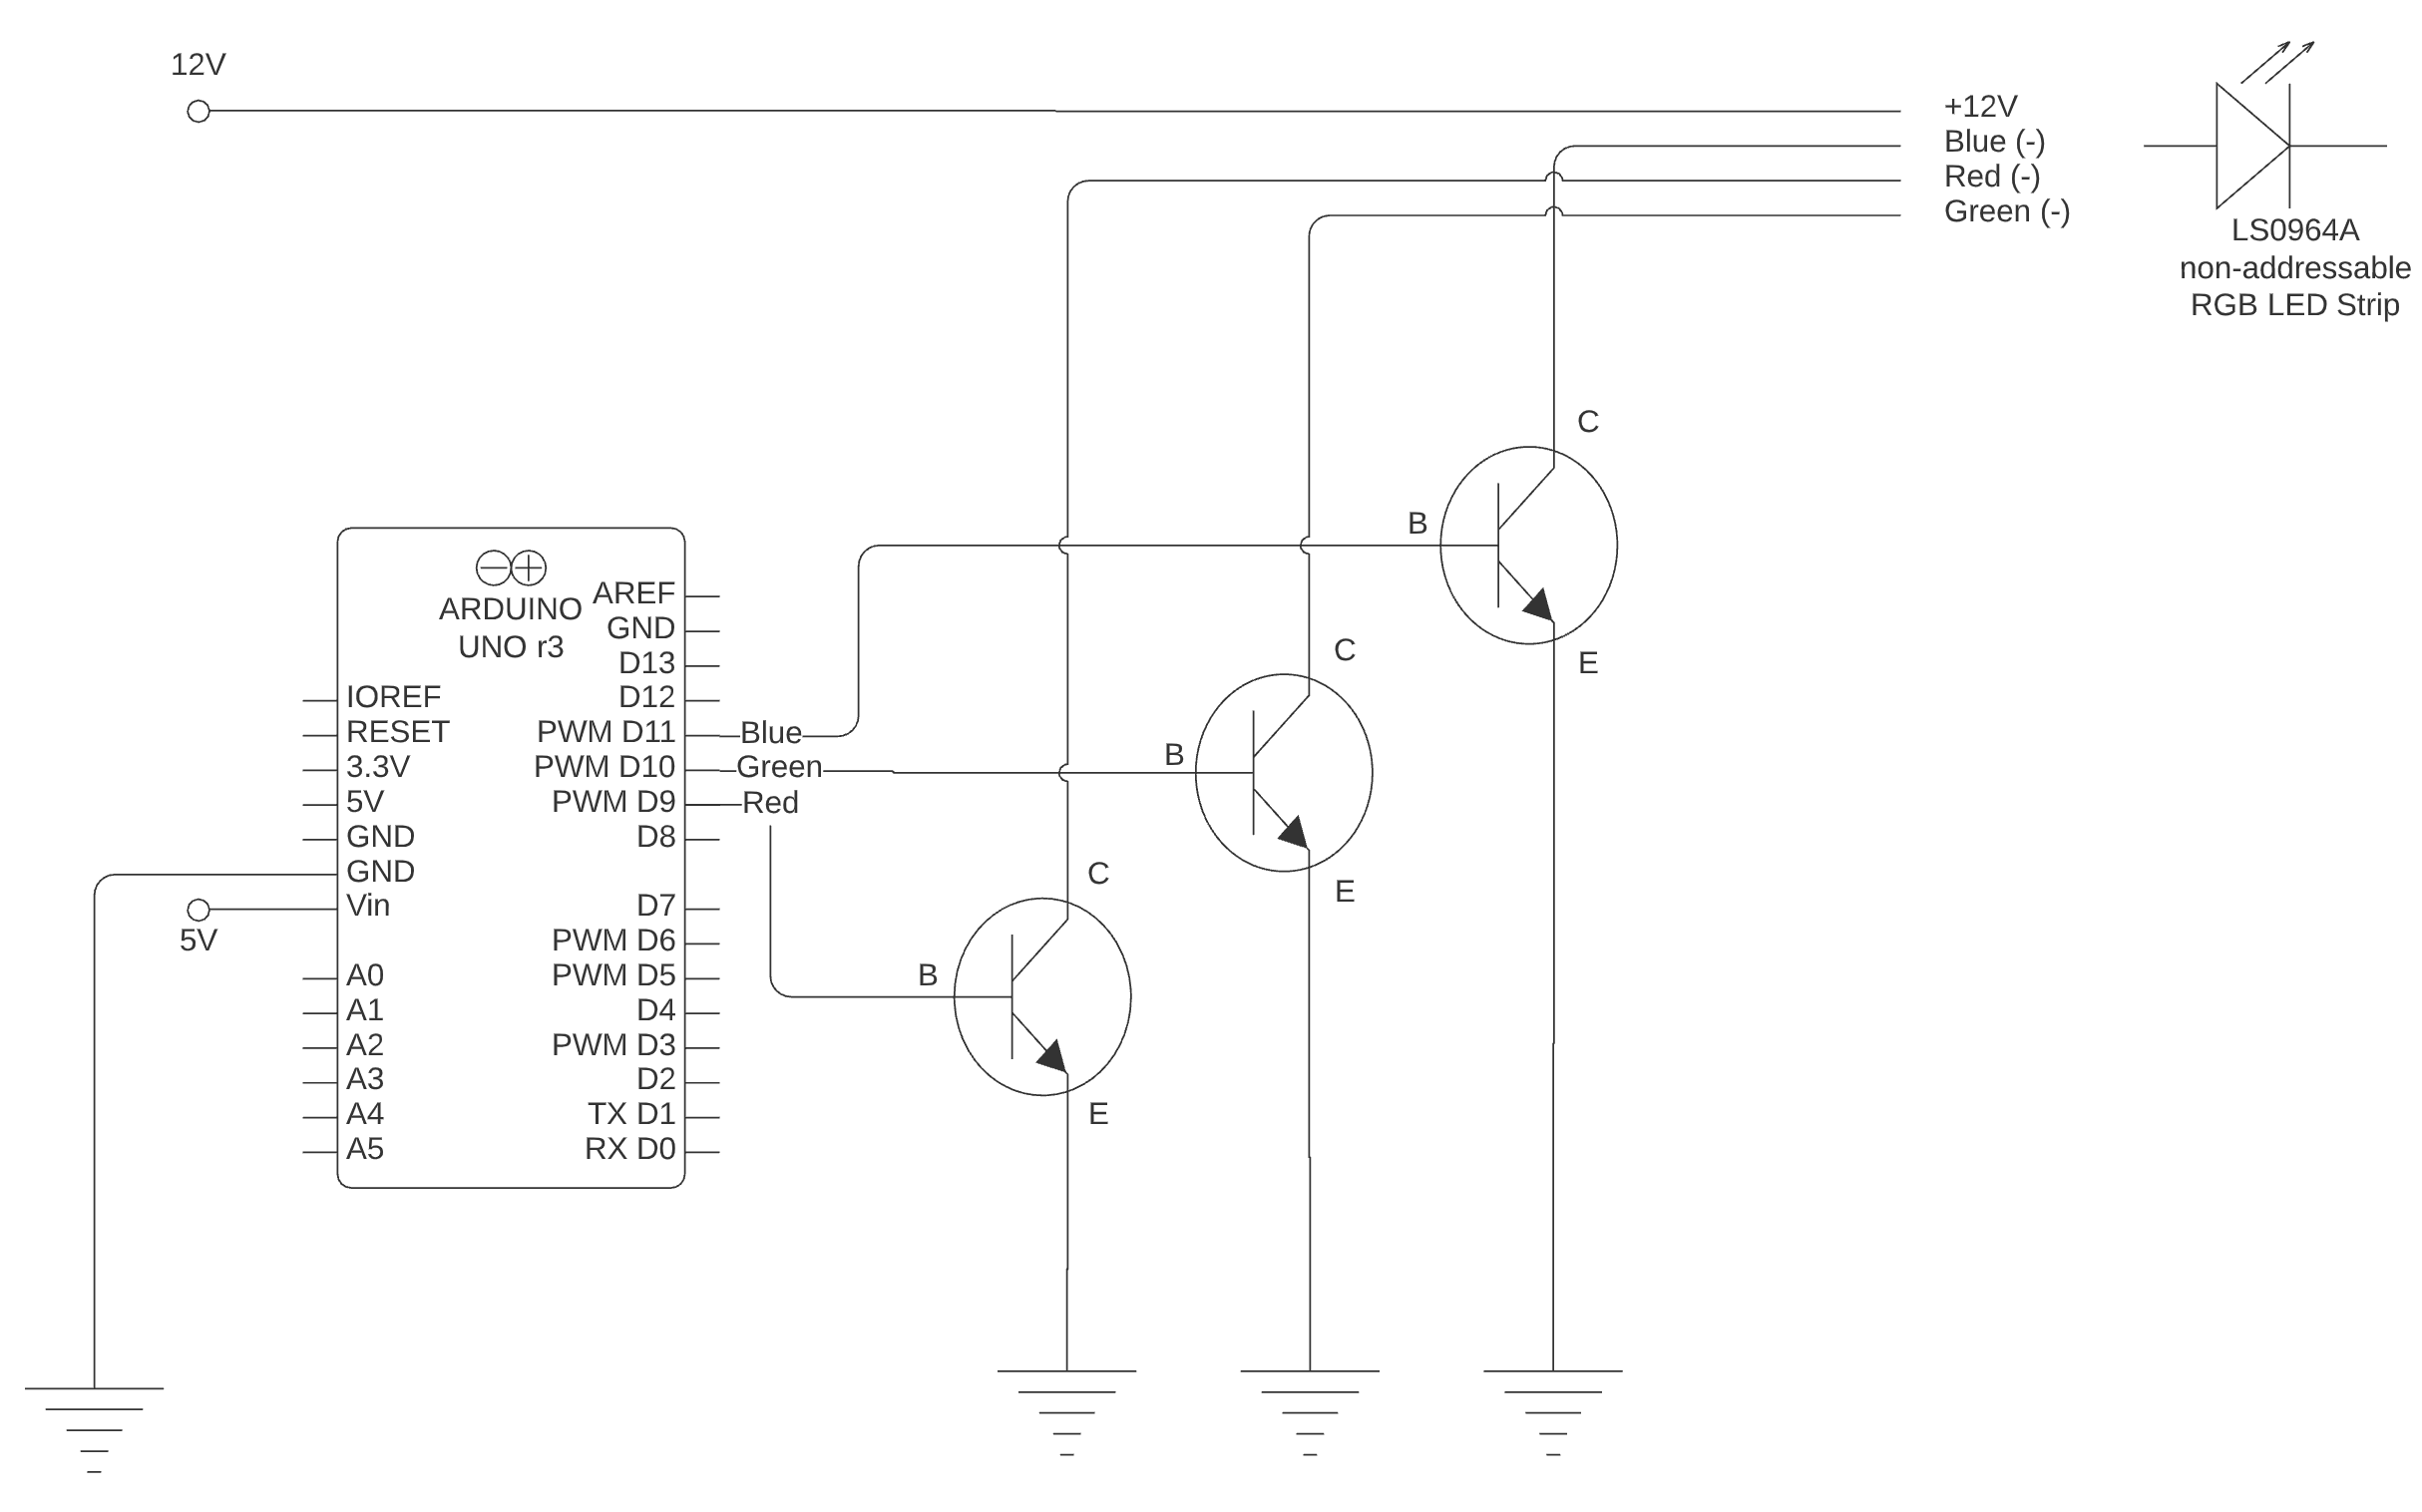 12V
+12V
Blue (-)
Red (-)
Green (-)
LS0964A
non-addressable
RGB LED Strip
C
B
E
C
B
E
C
B
E
ARDUINO
UNO r3
IOREF
RESET
3.3V
5V
GND
GND
Vin
A0
A1
A2
A3
A4
A5
AREF
GND
D13
D12
PWM D11
PWM D10
PWM D9
D8
D7
PWM D6
PWM D5
D4
PWM D3
D2
TX D1
RX D0
Blue
Green
Red
5V